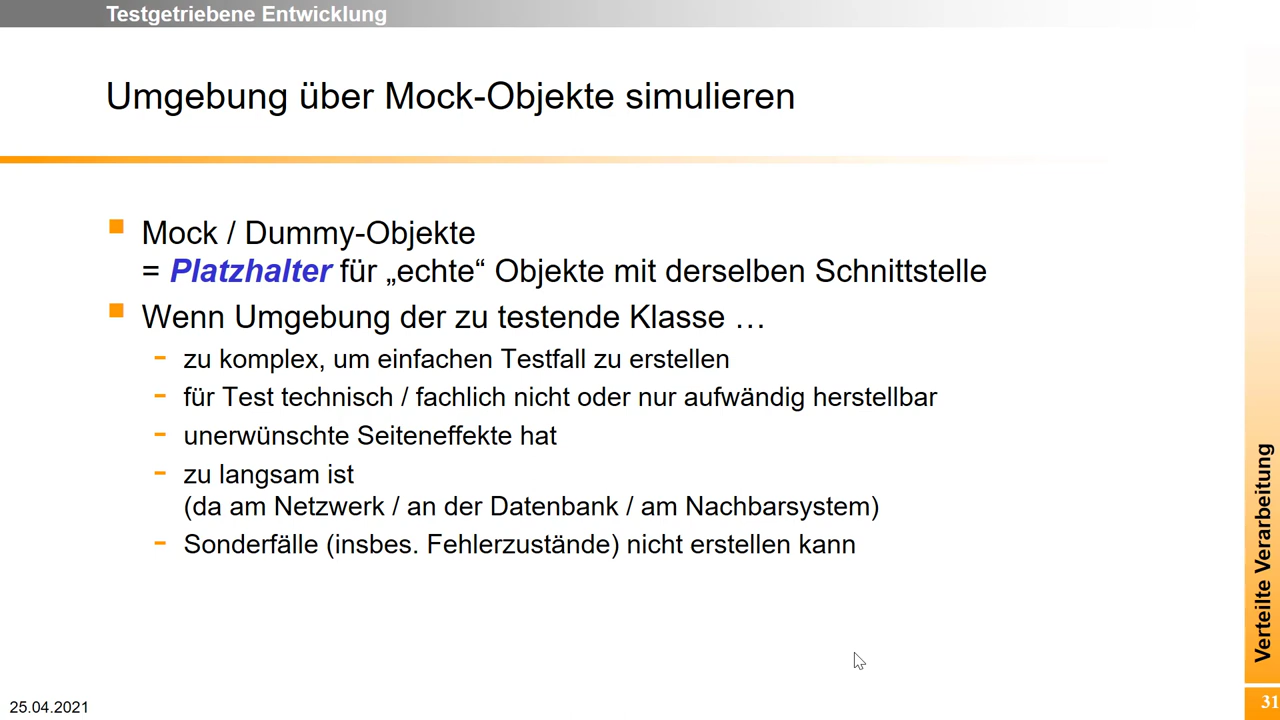 Testgetriebene Entwicklung
Umgebung über Mock-Objekte simulieren
Mock / Dummy-Objekte
= Platzhalter für „echte“ Objekte mit derselben Schnittstelle
Wenn Umgebung der zu testende Klasse …
- zu komplex, um einfachen Testfall zu erstellen
- für Test technisch / fachlich nicht oder nur aufwändig herstellbar
- unerwünschte Seiteneffekte hat
- zu langsam ist
(da am Netzwerk / an der Datenbank / am Nachbarsystem)
- Sonderfälle (insbes. Fehlerzustände) nicht erstellen kann
Verteilte Verarbeitung
25.04.2021
31